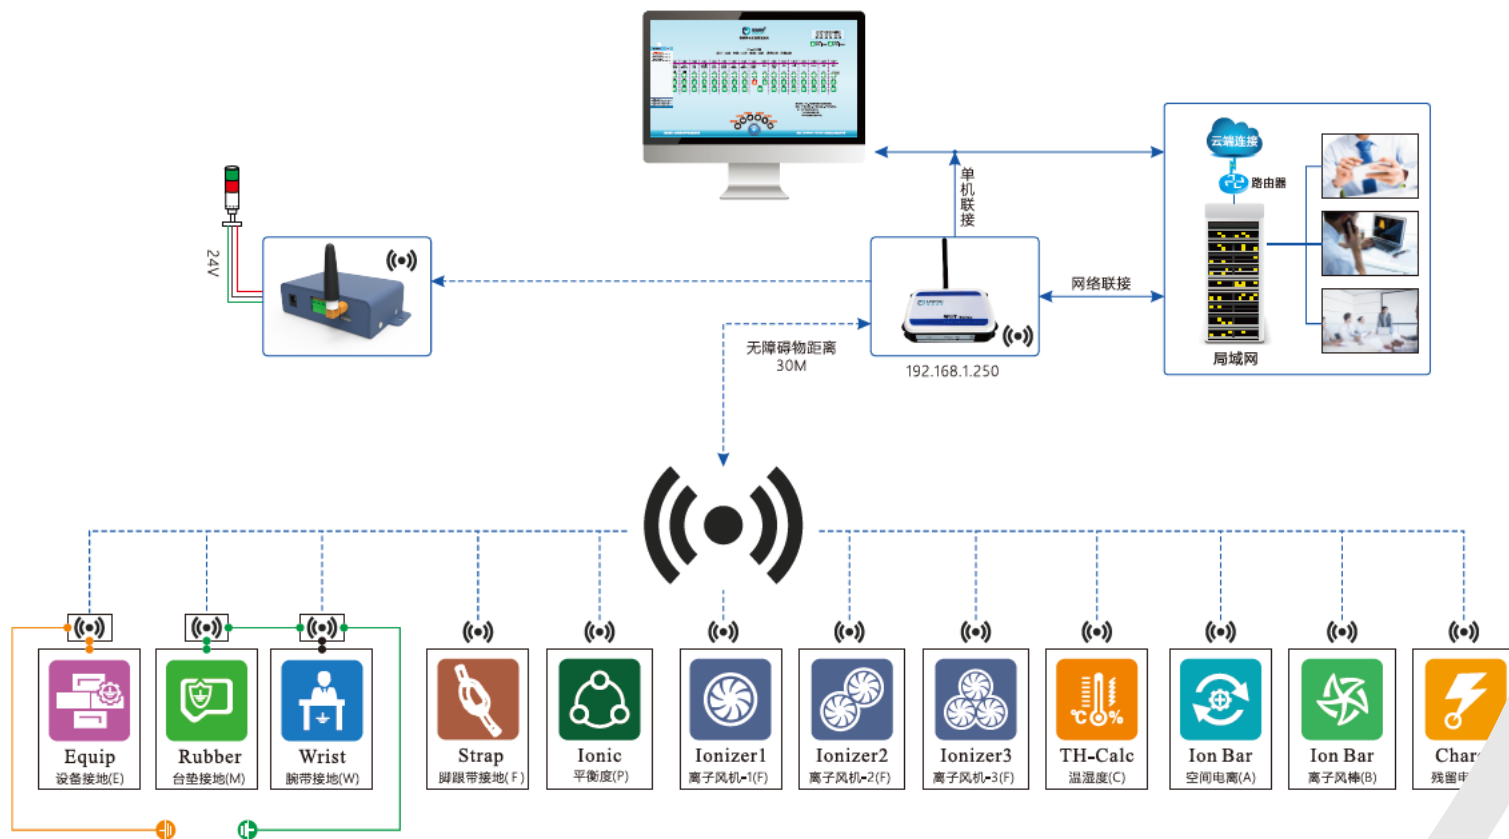 云端连接
路由器
单机联接
24V
网络联接
无障碍物距离
30M
192.168.1.250
局域网
Equip
设备接地(E)
Rubber
台垫接地(M)
Wrist
腕带接地(W)
Strap
脚跟带接地(F)
Ionic
平衡度(P)
Ionizer1
离子风机-1(F)
Ionizer2
离子风机-2(F)
Ionizer3
离子风机-3(F)
℃ %
TH-Calc
温湿度(C)
Ion Bar
空间电离(A)
Ion Bar
离子风棒(B)
Char
残留电